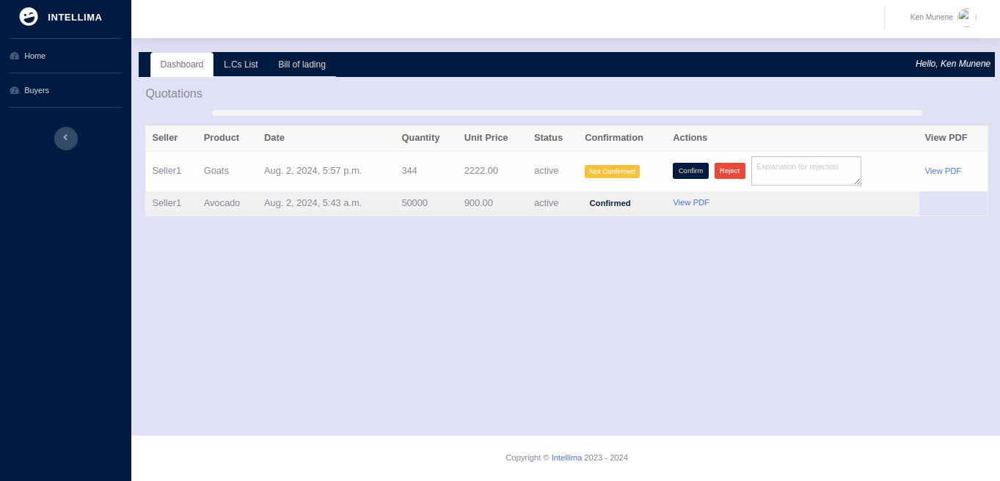 INTELLIMA
Ken Munene
Home
Buyers
Dashboard L.Cs List Bill of lading Hello, Ken Munene
Quotations
Seller Product Date Quantity Unit Price Status Confirmation Actions View PDF
Seller1 Goats Aug. 2, 2024, 5:57 p.m. 344 2222.00 active Not Confirmed Confirm Reject Explanation for rejection View PDF
Seller1 Avocado Aug. 2, 2024, 5:43 a.m. 50000 900.00 active Confirmed View PDF
Copyright © Intellima 2023 - 2024